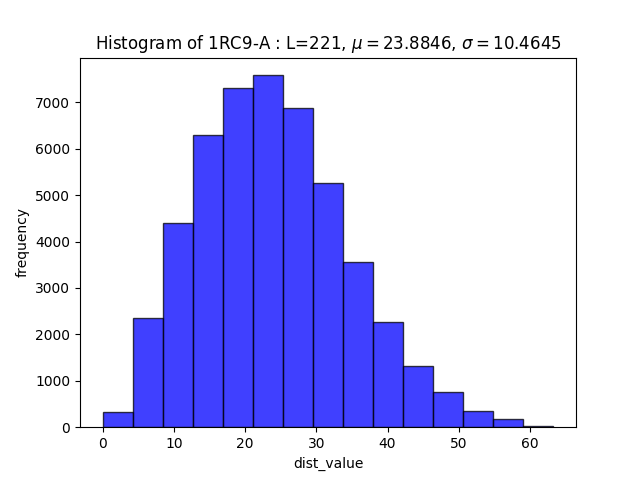 Histogram of 1RC9-A : L=221, μ = 23.8846, σ = 10.4645
7000
6000
5000
4000
3000
2000
1000
0
frequency
0 10 20 30 40 50 60
dist_value